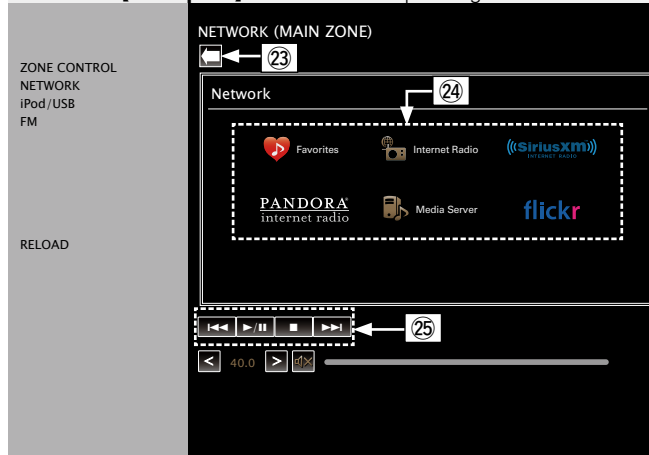 NETWORK (MAIN ZONE)
㉓
ZONE CONTROL
NETWORK
iPod/USB
FM
RELOAD
Network
㉔
Favorites
Internet Radio
((SiriusXM))
INTERNET RADIO
PANDORA
internet radio
Media Server
flickr
㉕
< 40.0 >